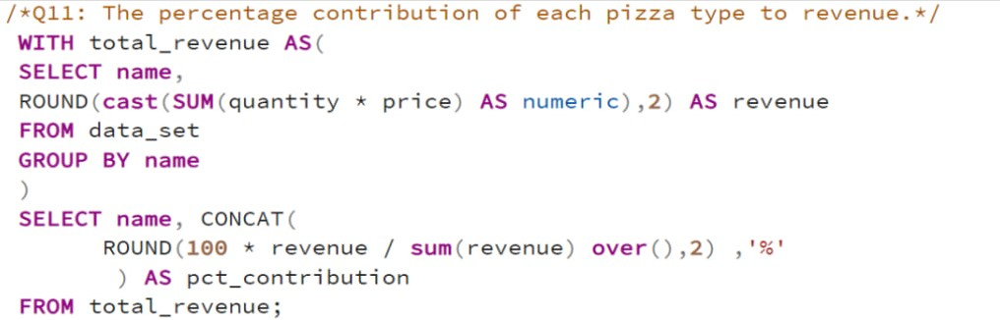 /*Q11: The percentage contribution of each pizza type to revenue.*/
WITH total_revenue AS(
SELECT name,
ROUND(cast(SUM(quantity * price) AS numeric),2) AS revenue
FROM data_set
GROUP BY name
)
SELECT name, CONCAT(
ROUND(100 * revenue / sum(revenue) over(),2) ,'%'
) AS pct_contribution
FROM total_revenue;